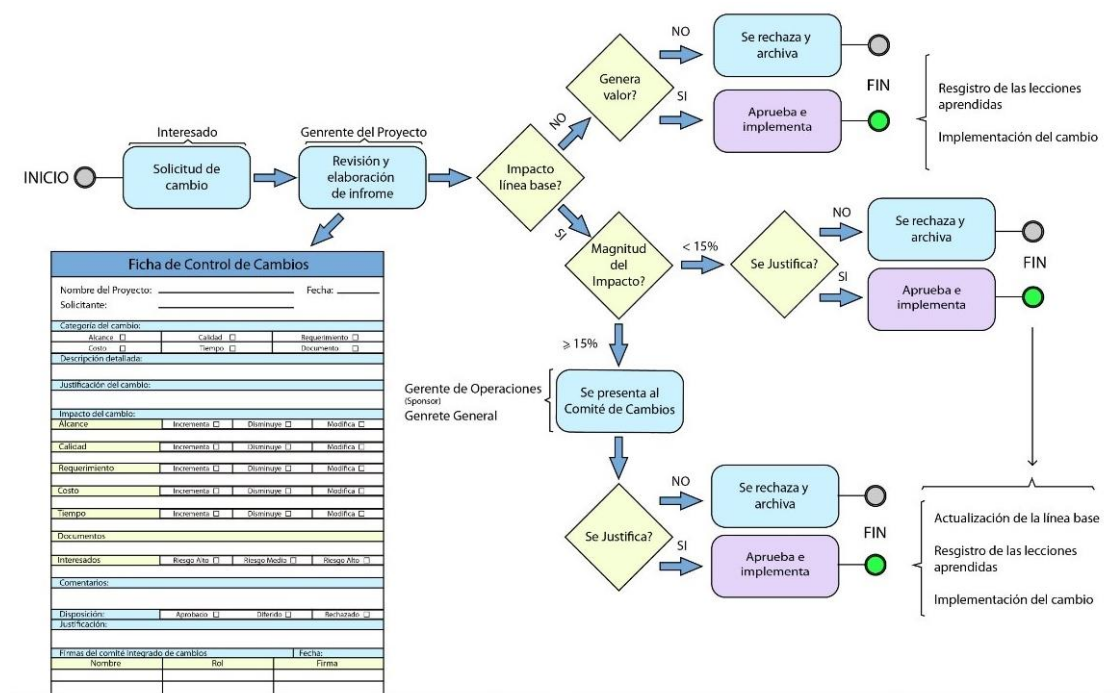 INICIO
Interesado
Solicitud de
cambio
Genrente del Proyecto
Revisión y
elaboración
de infrome
Impacto
línea base?
NO
Genera
valor?
NO
Se rechaza y
archiva
SI
Aprueba e
implementa
FIN
Resgistro de las lecciones
aprendidas
Implementación del cambio
SI
Magnitud
del
Impacto?
< 15%
Se Justifica?
NO
Se rechaza y
archiva
SI
Aprueba e
implementa
FIN
⩾ 15%
Gerente de Operaciones
(Sponsor)
Genrete General
Se presenta al
Comité de Cambios
Se Justifica?
NO
Se rechaza y
archiva
SI
Aprueba e
implementa
FIN
Actualización de la línea base
Resgistro de las lecciones
aprendidas
Implementación del cambio
Ficha de Control de Cambios
Nombre del Proyecto: Fecha:
Solicitante:
Categoría del cambio:
Alcance Calidad Requerimiento
Costo Tiempo Documento
Descripción detallada:
Justificación del cambio:
Impacto del cambio:
Alcance Incrementa Disminuye Modifica
Calidad Incrementa Disminuye Modifica
Requerimiento Incrementa Disminuye Modifica
Costo Incrementa Disminuye Modifica
Tiempo Incrementa Disminuye Modifica
Documentos
Interesados Riesgo Alto Riesgo Medio Riesgo Alto
Comentarios:
Disposición: Aprobado Diferido Rechazado
Justificación:
Firmas del comité integrado de cambios Fecha:
Nombre Rol Firma